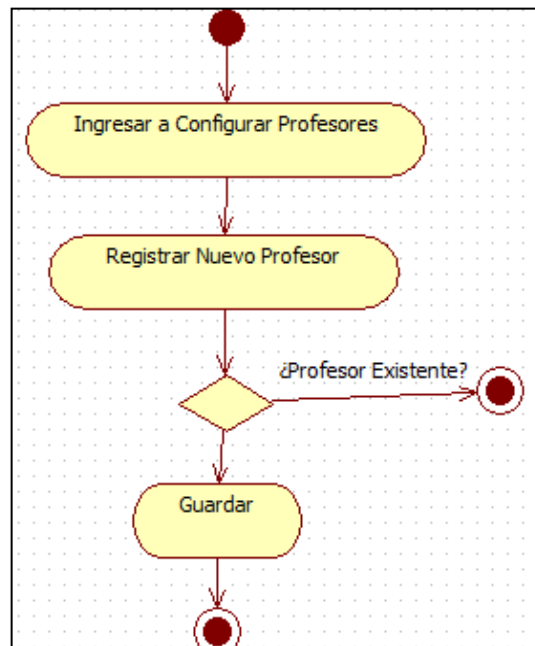 Ingresar a Configurar Profesores
Registrar Nuevo Profesor
¿Profesor Existente?
Guardar